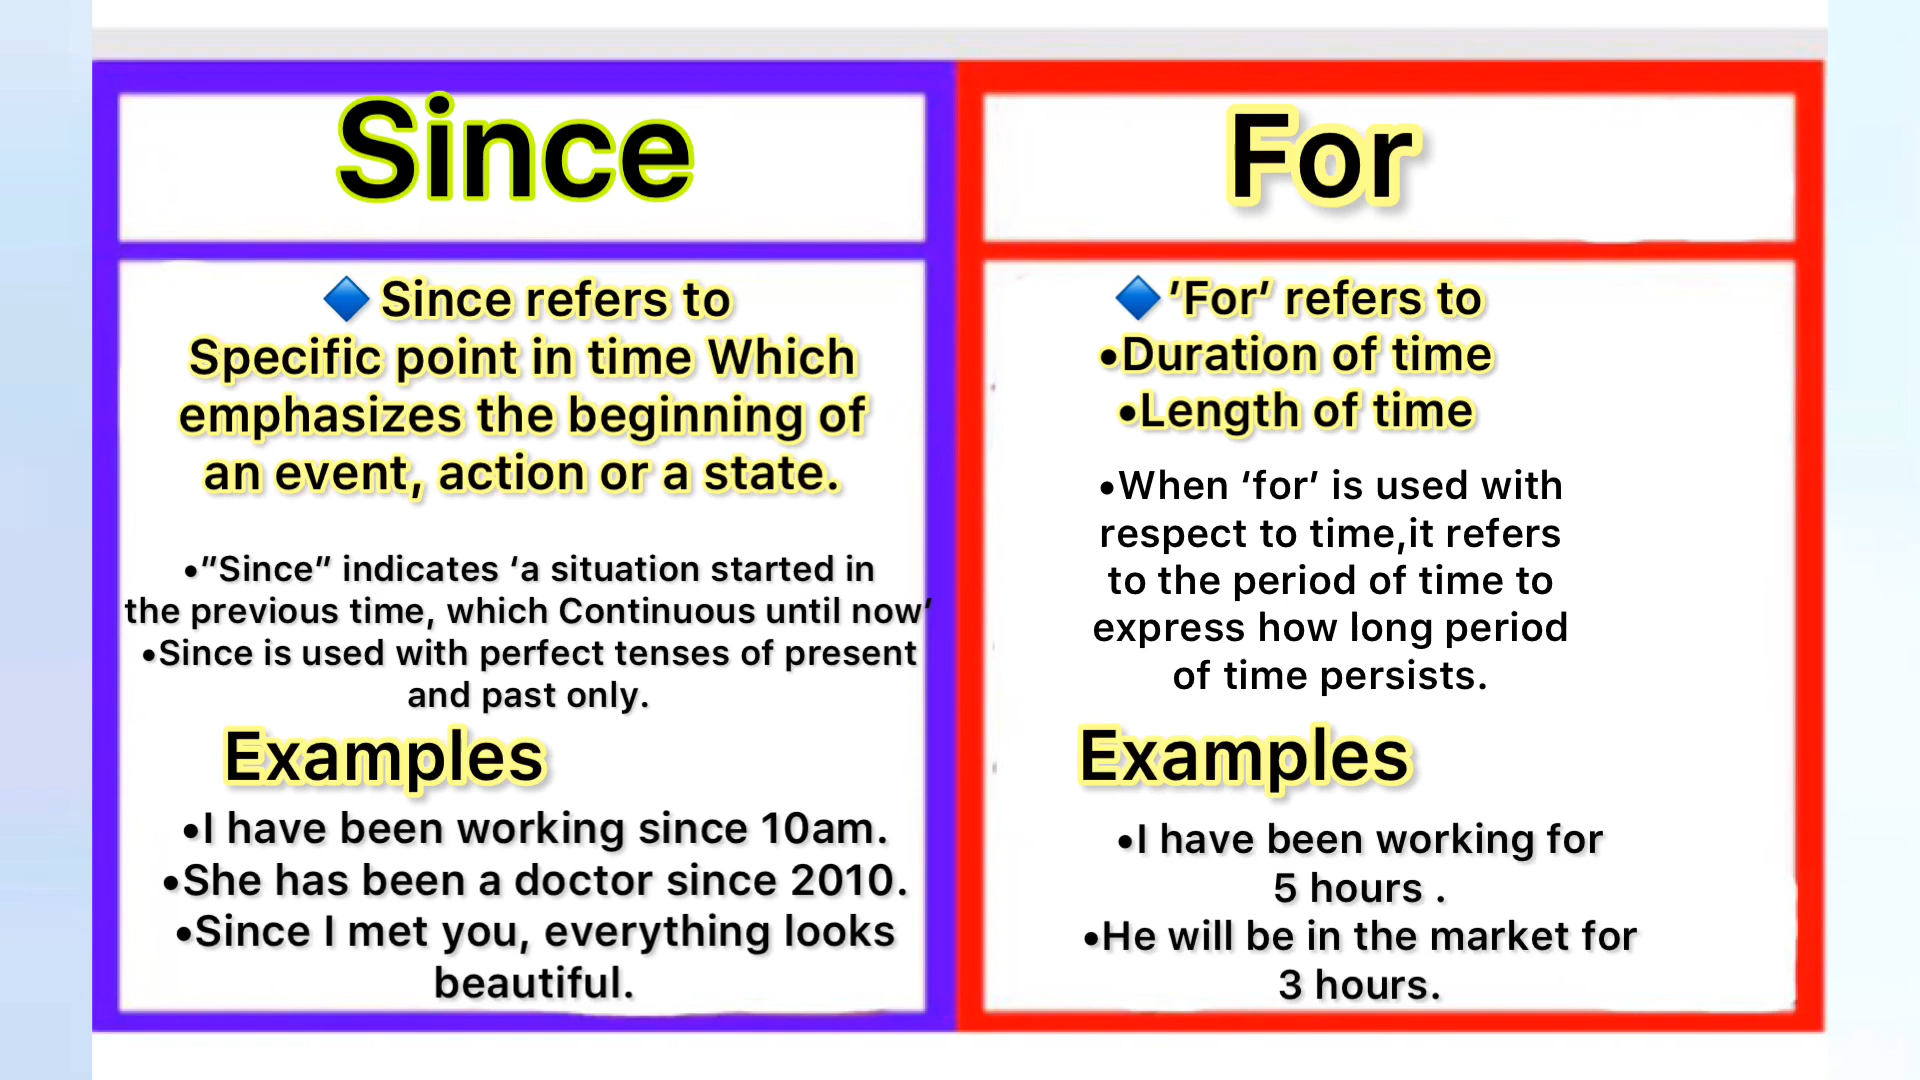 Since
🔷 Since refers to
Specific point in time Which
emphasizes the beginning of
an event, action or a state.
•"Since" indicates ‘a situation started in
the previous time, which Continuous until now’
•Since is used with perfect tenses of present
and past only.
Examples
•I have been working since 10am.
•She has been a doctor since 2010.
•Since I met you, everything looks
beautiful.
For
🔷’For’ refers to
•Duration of time
•Length of time
•When ‘for’ is used with
respect to time,it refers
to the period of time to
express how long period
of time persists.
Examples
•I have been working for
5 hours .
•He will be in the market for
3 hours.